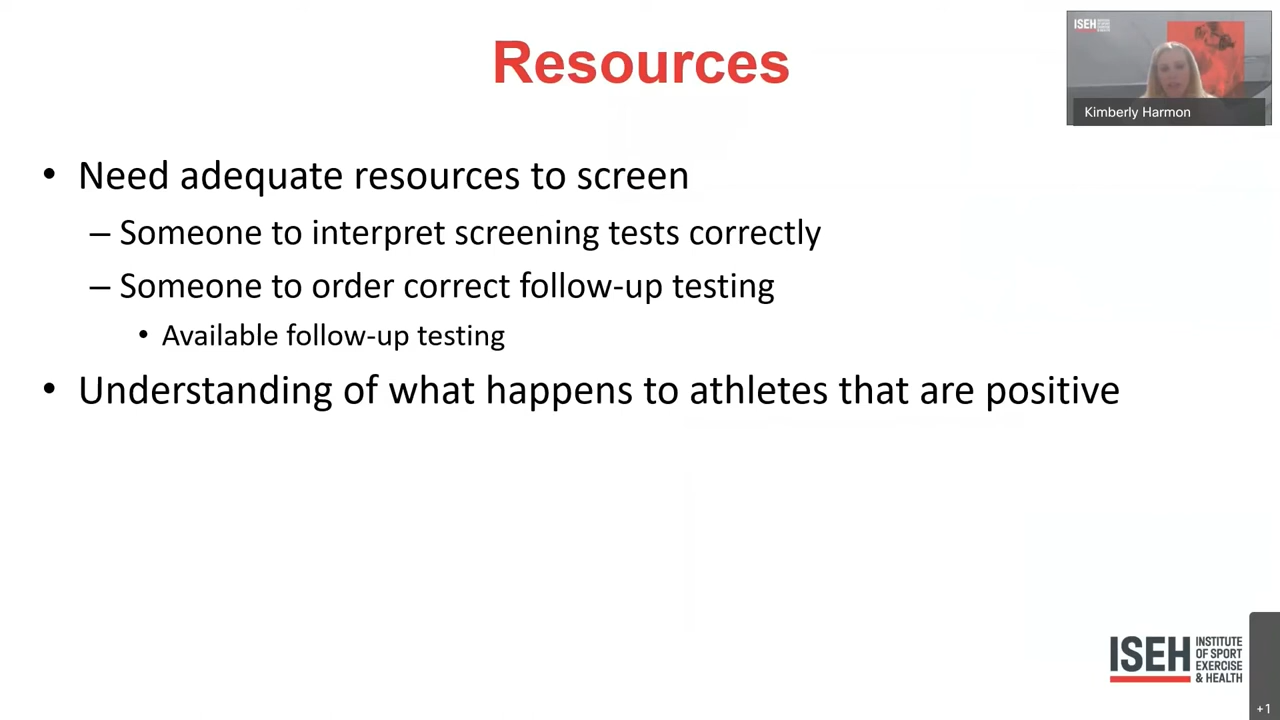 Resources
ISEH
Kimberly Harmon
• Need adequate resources to screen
– Someone to interpret screening tests correctly
– Someone to order correct follow-up testing
• Available follow-up testing
• Understanding of what happens to athletes that are positive
ISEH
INSTITUTE
OF SPORT
EXERCISE
& HEALTH
+1